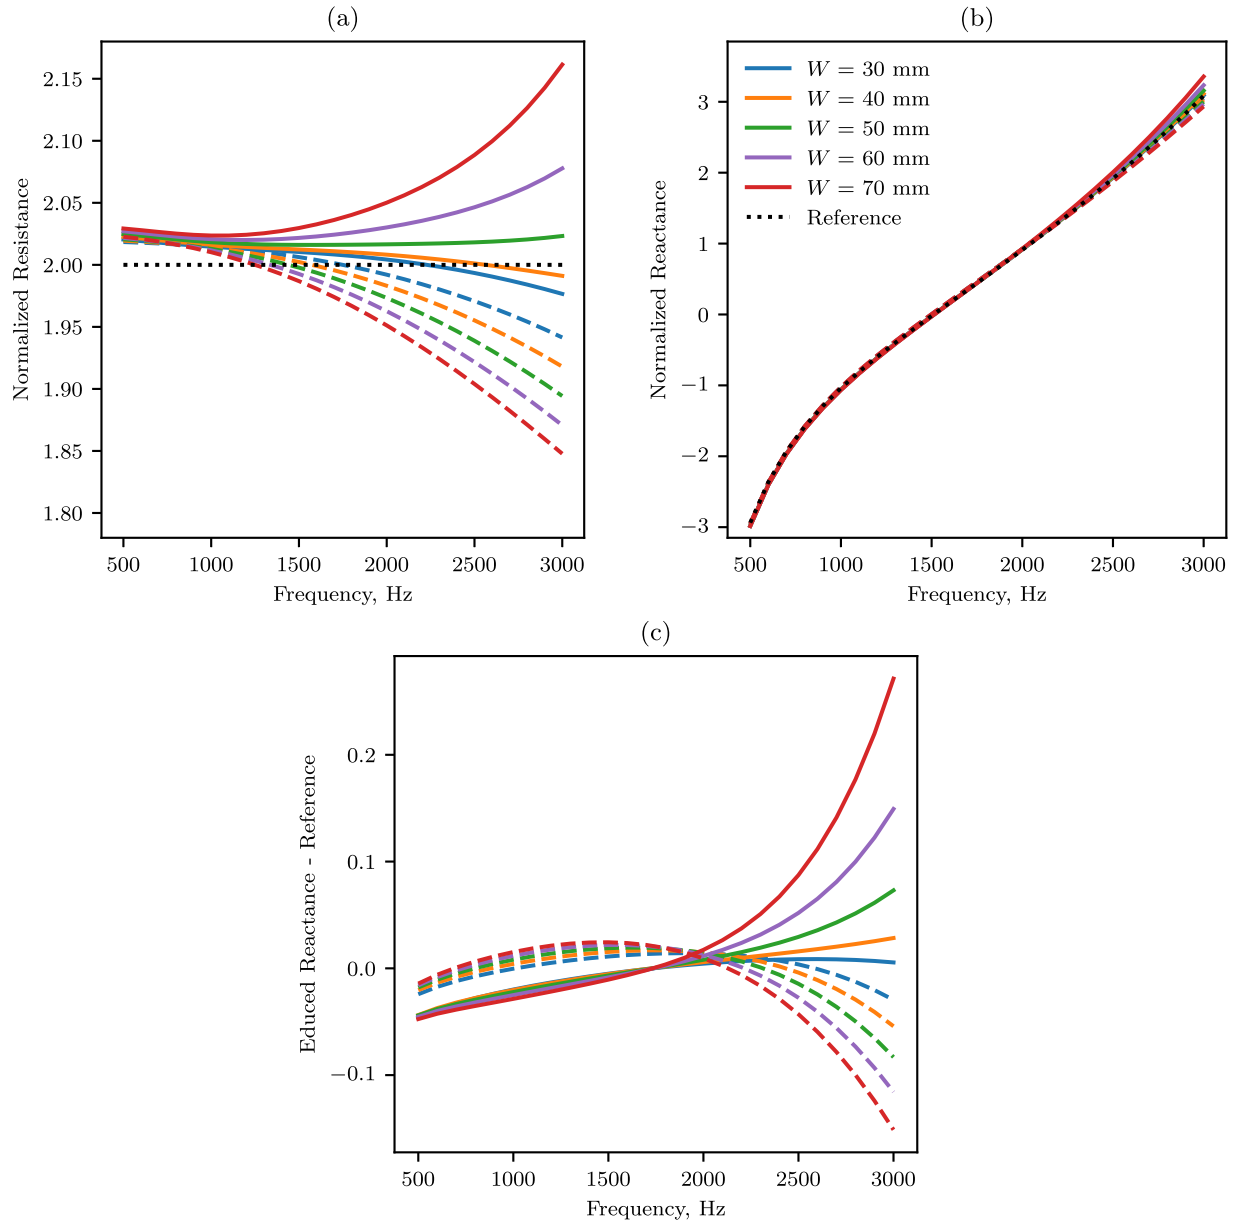 (a)
Normalized Resistance
2.15
2.10
2.05
2.00
1.95
1.90
1.85
1.80
500 1000 1500 2000 2500 3000
Frequency, Hz
(b)
Normalized Reactance
3
2
1
0
−1
−2
−3
W = 30 mm
W = 40 mm
W = 50 mm
W = 60 mm
W = 70 mm
Reference
500 1000 1500 2000 2500 3000
Frequency, Hz
(c)
Educed Reactance - Reference
0.2
0.1
0.0
−0.1
500 1000 1500 2000 2500 3000
Frequency, Hz